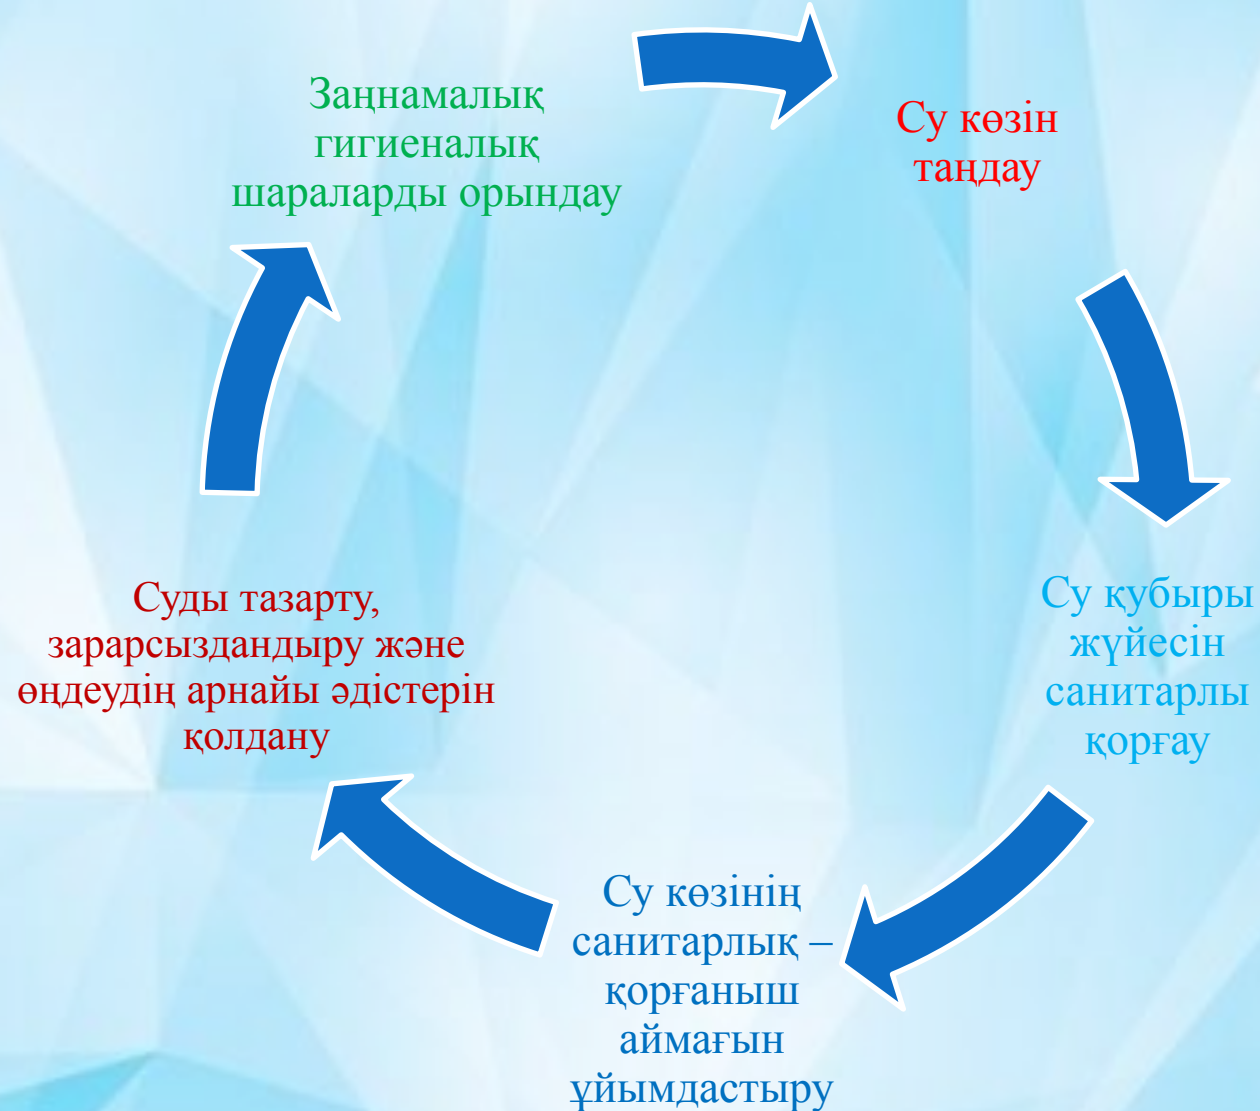 Заңнамалық
гигиеналық
шараларды орындау
Су көзін
таңдау
Су құбыры
жүйесін
санитарлы
қорғау
Су көзінің
санитарлық –
қорғаныш
аймағын
ұйымдастыру
Суды тазарту,
зарарсыздандыру және
өңдеудің арнайы әдістерін
қолдану